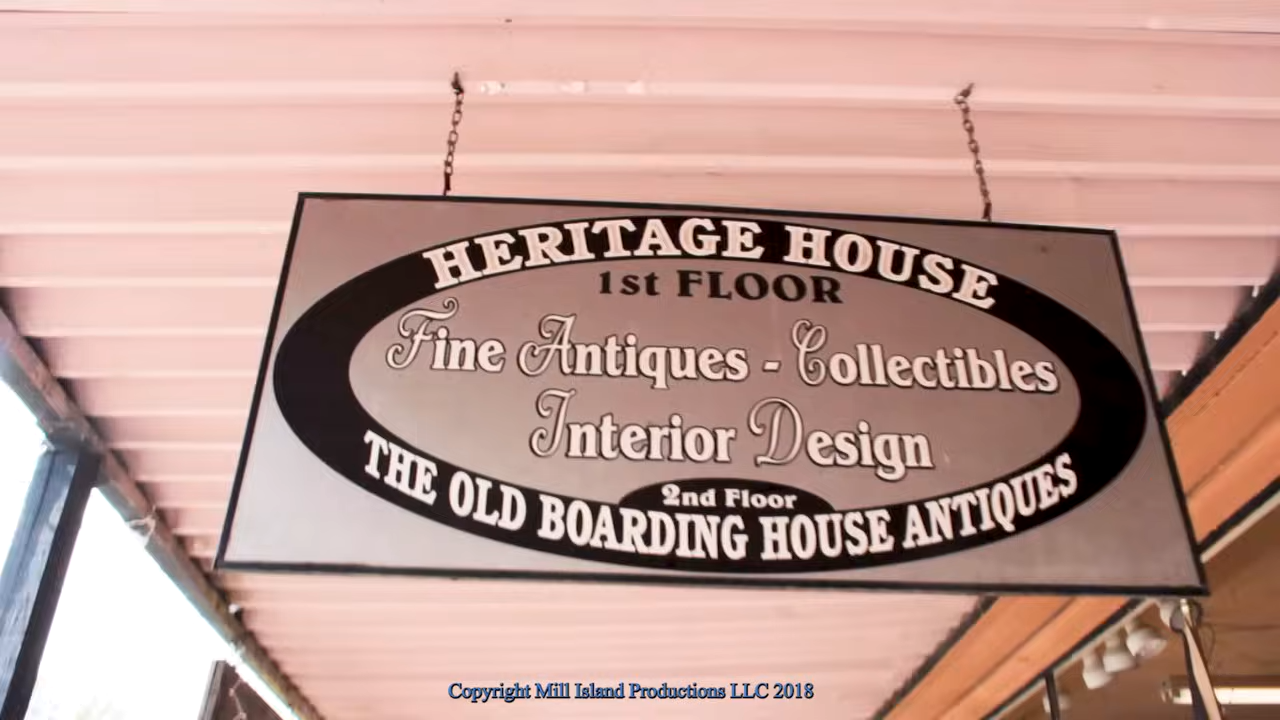 HERITAGE HOUSE
1st FLOOR
Fine Antiques - Collectibles
Interior Design
2nd Floor
THE OLD BOARDING HOUSE ANTIQUES
Copyright Mill Island Productions LLC 2018